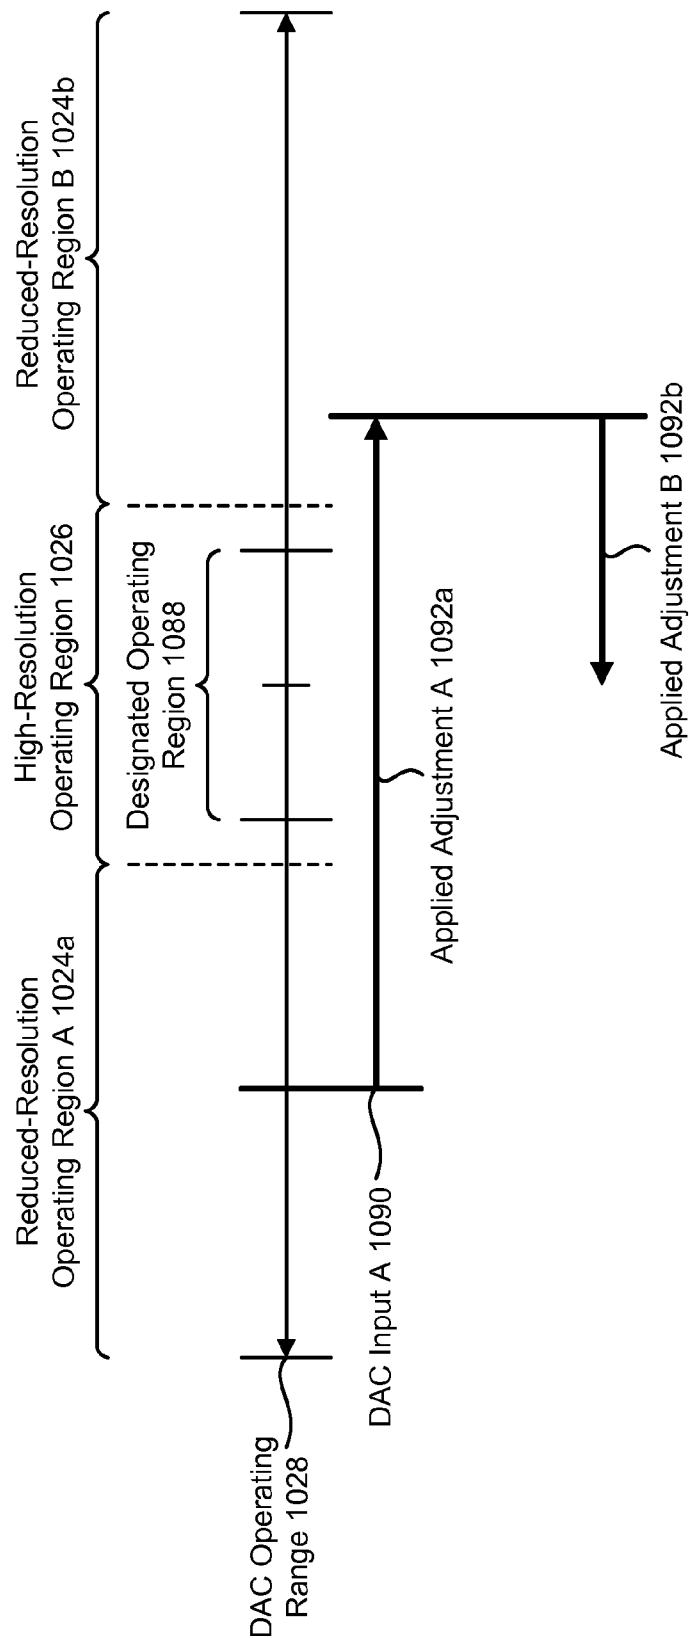 Reduced-Resolution
Operating Region A 1024a
High-Resolution
Operating Region 1026
Reduced-Resolution
Operating Region B 1024b
Designated Operating
Region 1088
DAC Operating
Range 1028
DAC Input A 1090
Applied Adjustment A 1092a
Applied Adjustment B 1092b